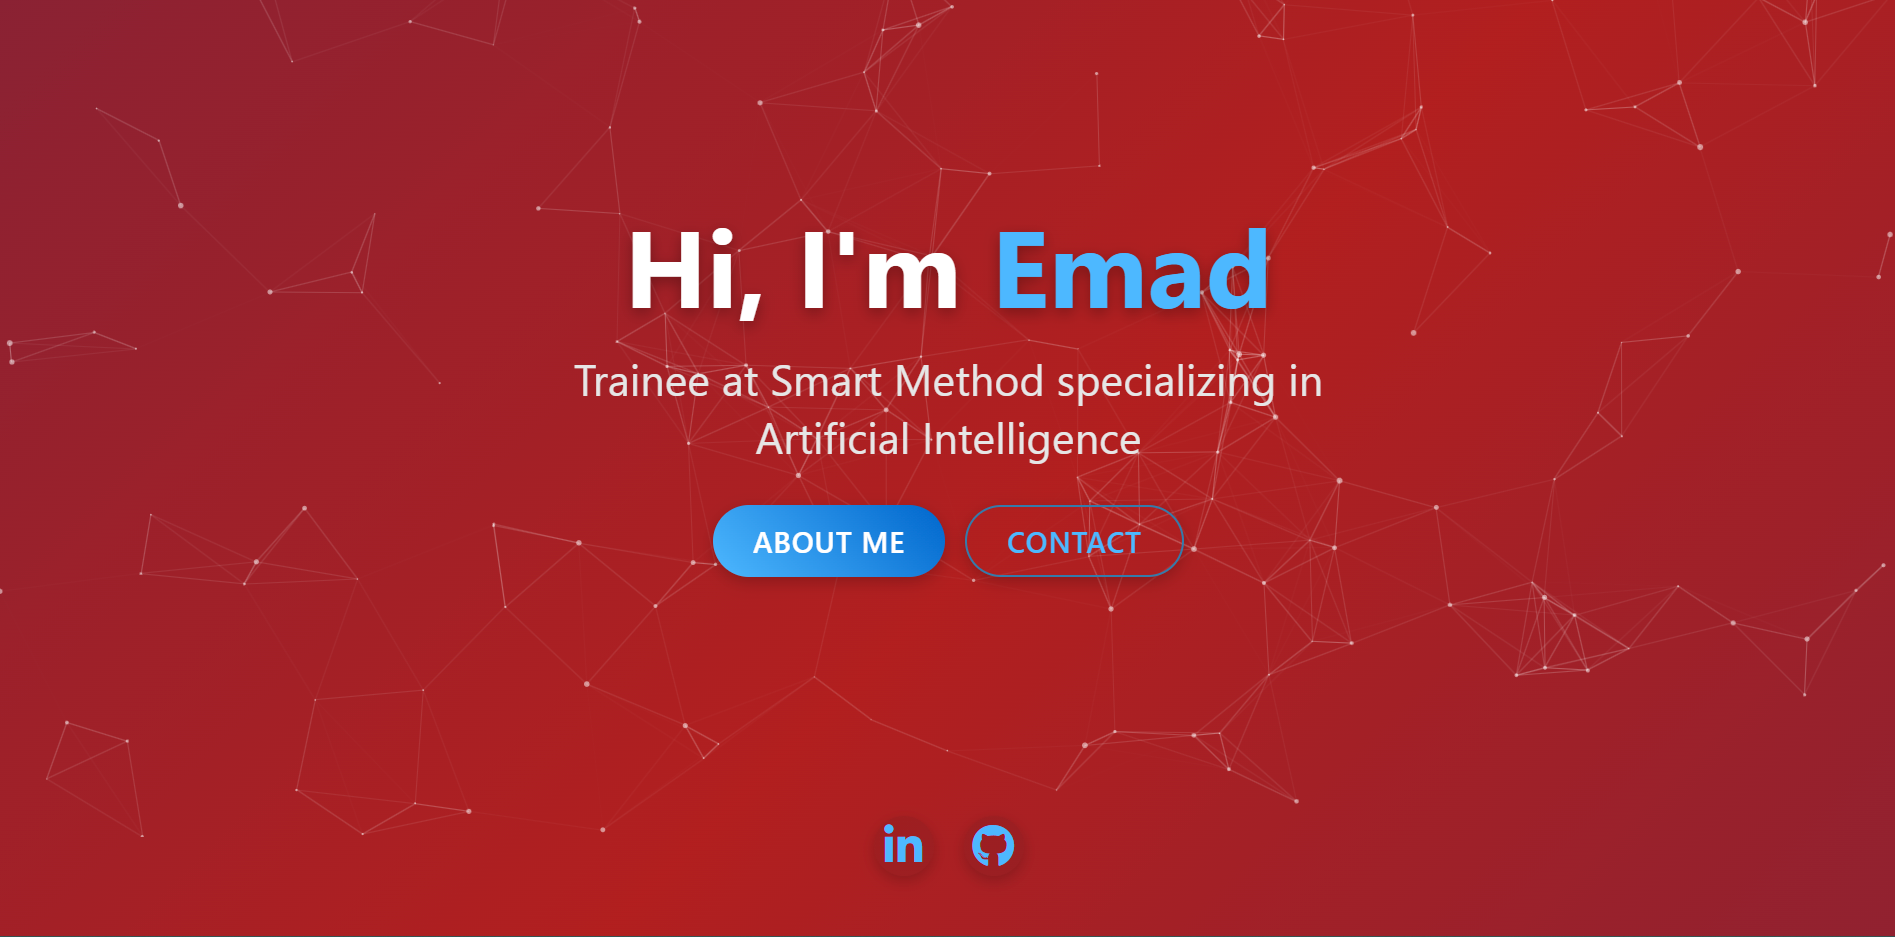 Hi, I'm Emad
Trainee at Smart Method specializing in
Artificial Intelligence
ABOUT ME
CONTACT
in